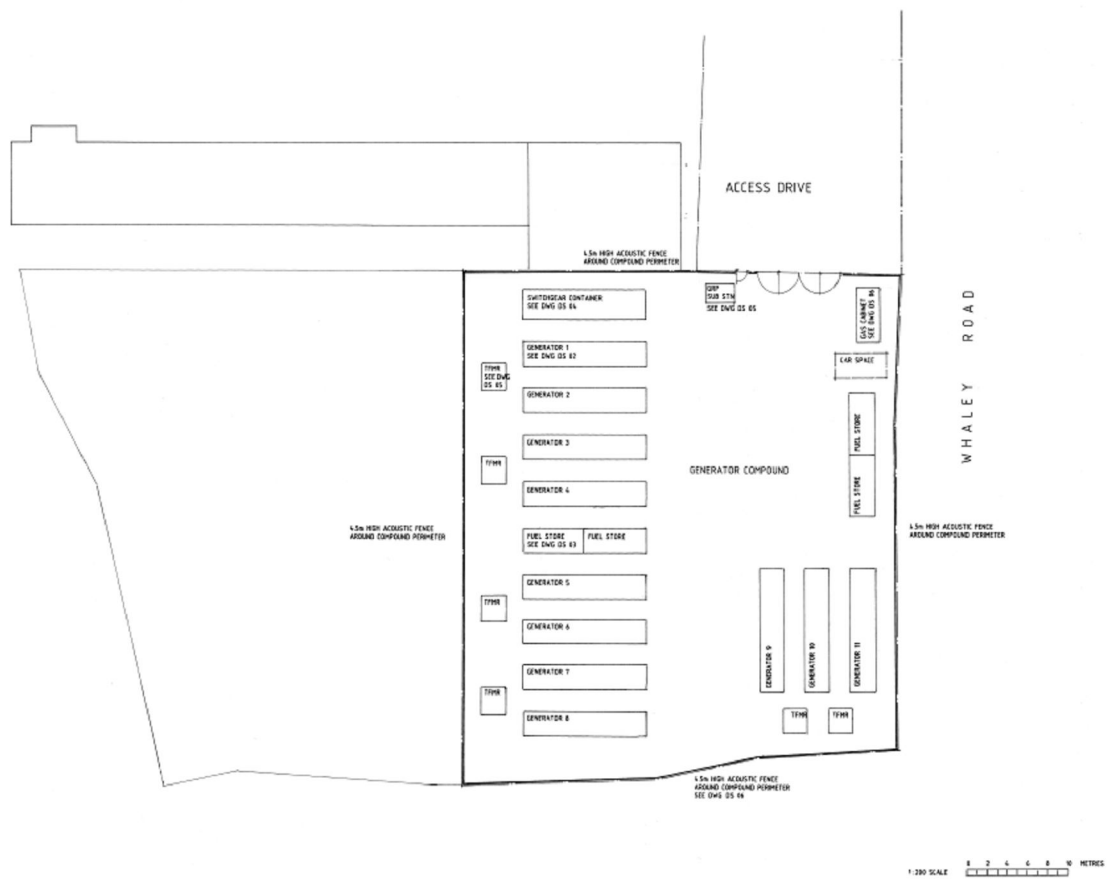 ACCESS DRIVE
4.5m HIGH ACOUSTIC FENCE
AROUND COMPOUND PERIMETER
SWITCHGEAR CONTAINER
SEE DWG DS 04
GRP
SUB STN
SEE DWG DS 05
GAS CABINET
SEE DWG DS 06
WHALEY ROAD
GENERATOR 1
SEE DWG DS 02
CAR SPACE
TFMR
SEE DWG
DS 05
GENERATOR 2
FUEL STORE
GENERATOR 3
TFMR
GENERATOR COMPOUND
GENERATOR 4
FUEL STORE
4.5m HIGH ACOUSTIC FENCE
AROUND COMPOUND PERIMETER
FUEL STORE
SEE DWG DS 03
FUEL STORE
4.5m HIGH ACOUSTIC FENCE
AROUND COMPOUND PERIMETER
GENERATOR 5
TFMR
GENERATOR 6
GENERATOR 7
GENERATOR 9
GENERATOR 10
GENERATOR 11
TFMR
GENERATOR 8
TFMR
TFMR
4.5m HIGH ACOUSTIC FENCE
AROUND COMPOUND PERIMETER
SEE DWG DS 06
1:200 SCALE
0 2 4 6 8 10 METRES